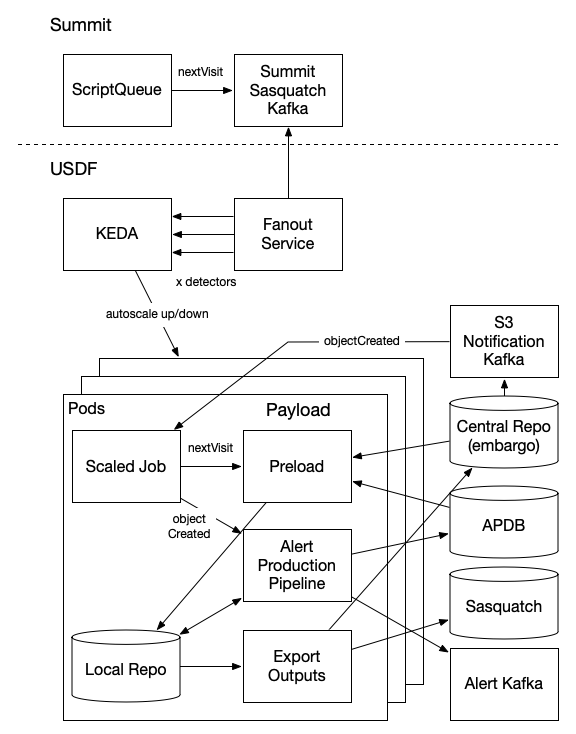 Summit
ScriptQueue
nextVisit
Summit
Sasquatch
Kafka
USDF
KEDA
Fanout
Service
x detectors
autoscale up/down
S3
Notification
Kafka
objectCreated
Pods
Payload
Central Repo
(embargo)
Scaled Job
nextVisit
Preload
object
Created
APDB
Alert
Production
Pipeline
Sasquatch
Local Repo
Export
Outputs
Alert Kafka